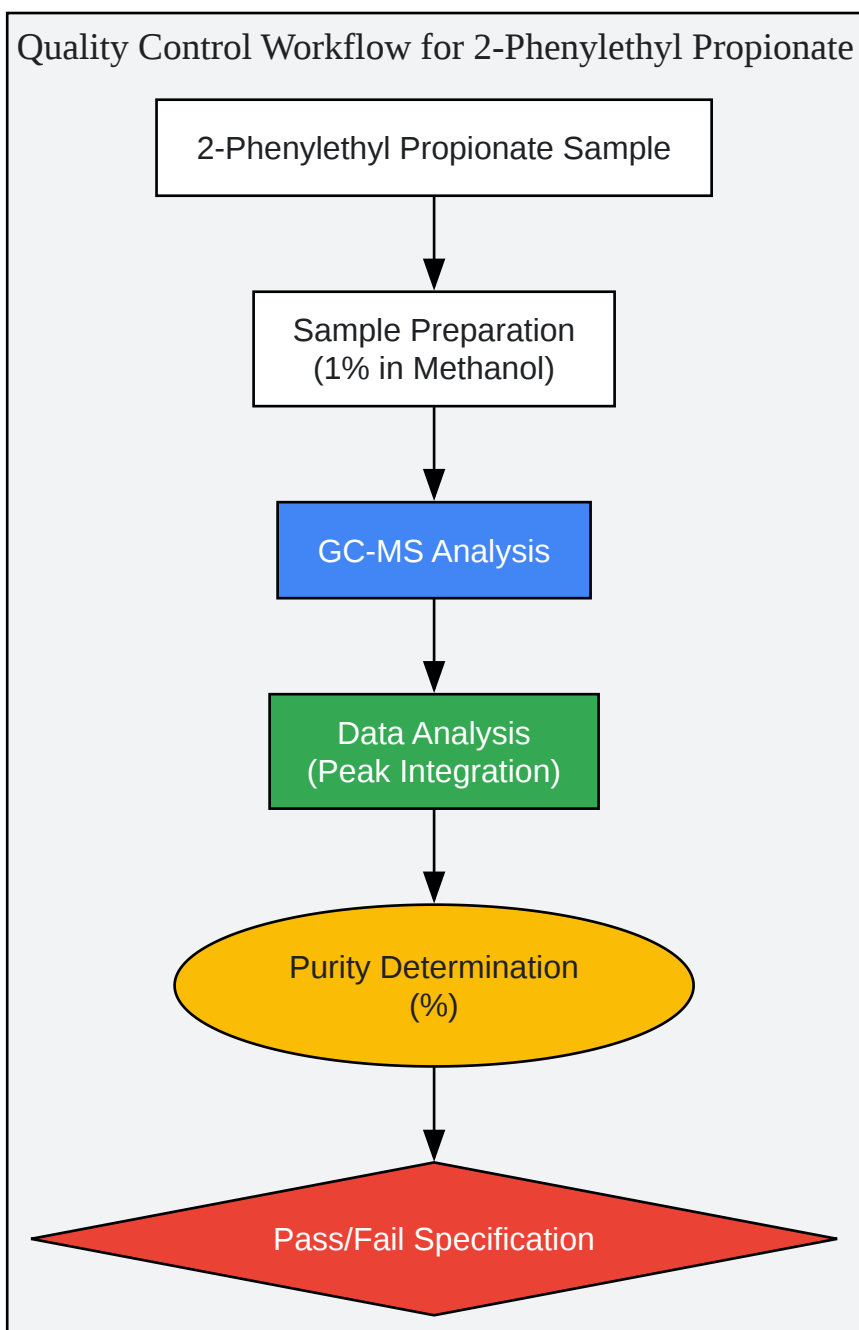 Quality Control Workflow for 2-Phenylethyl Propionate
2-Phenylethyl Propionate Sample
Sample Preparation
(1% in Methanol)
GC-MS Analysis
Data Analysis
(Peak Integration)
Purity Determination
(%)
Pass/Fail Specification